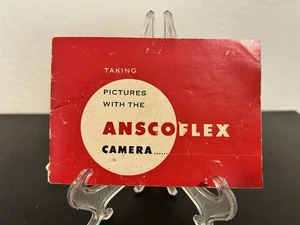 TAKING
PICTURES
WITH THE
ANSCOFLEX
CAMERA......